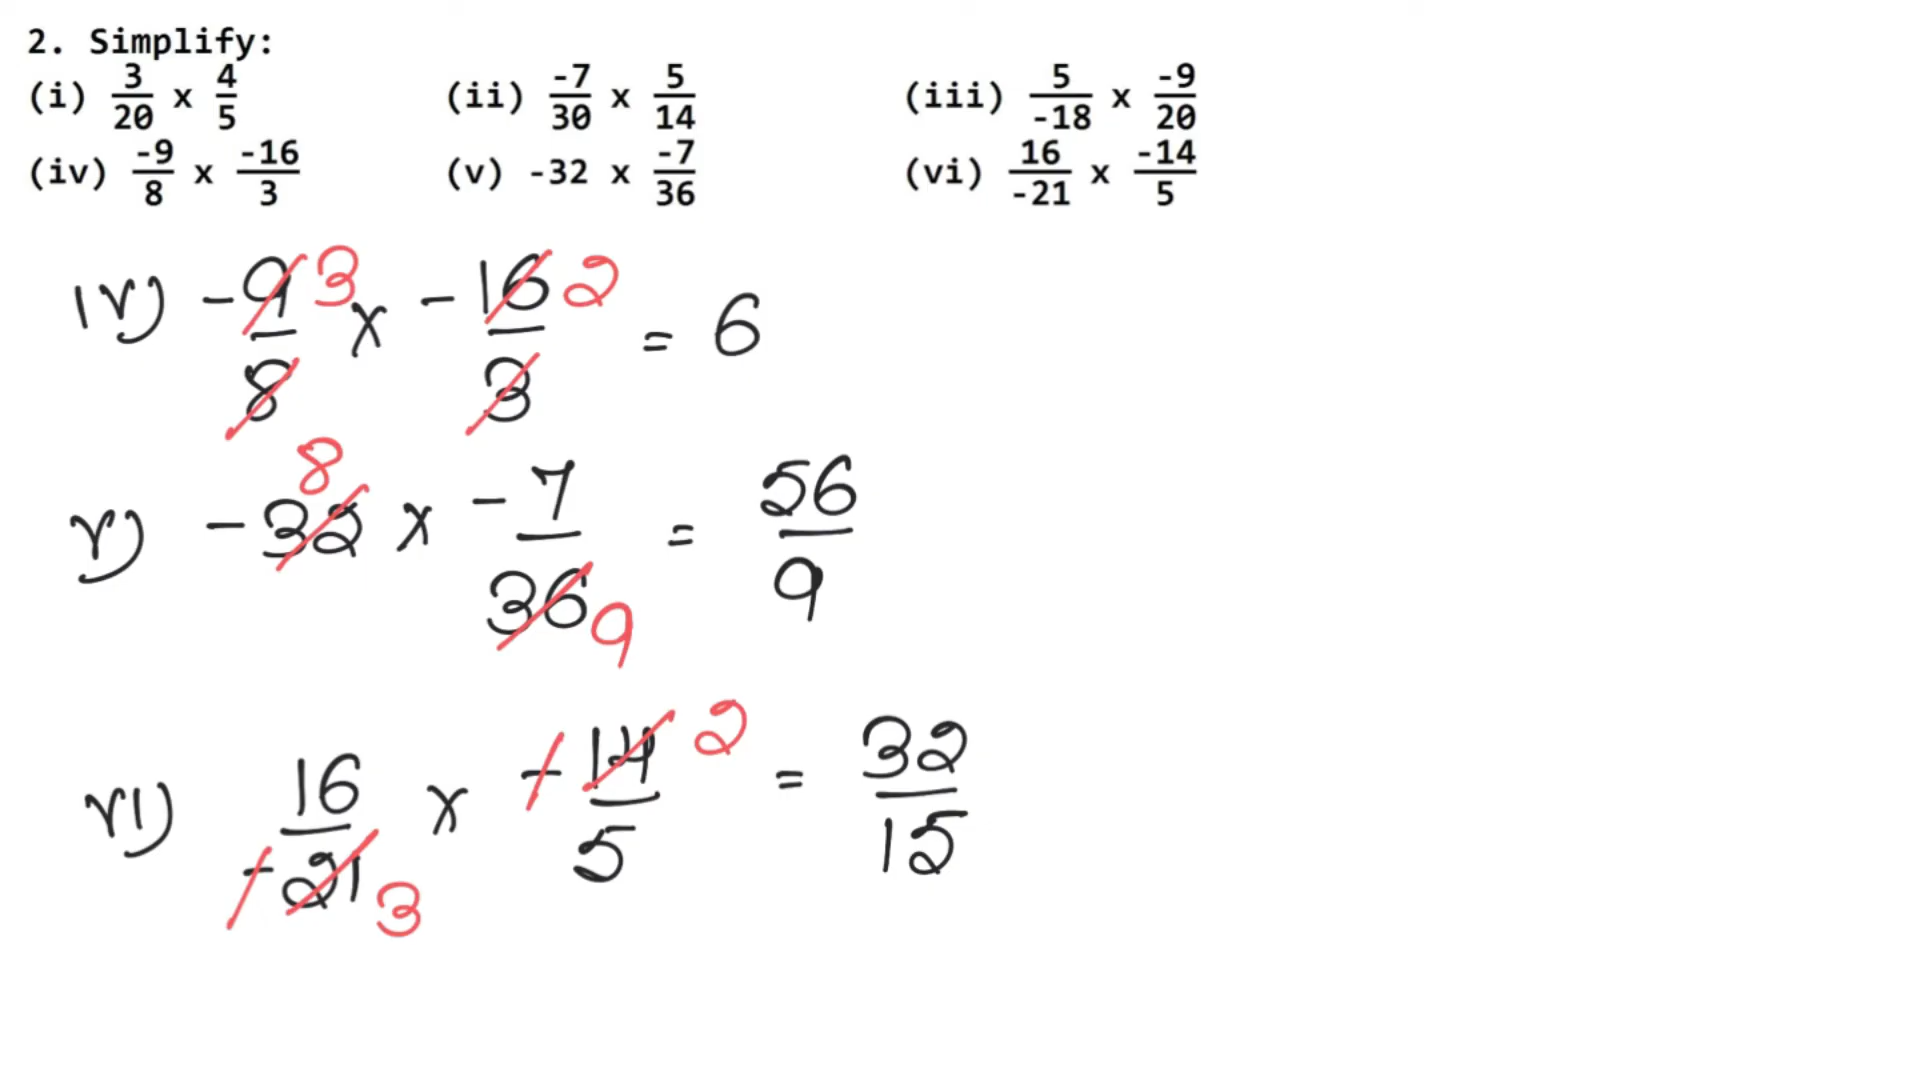 2. Simplify:
(i) 3/20 x 4/5 (ii) -7/30 x 5/14 (iii) 5/-18 x -9/20
(iv) -9/8 x -16/3 (v) -32 x -7/36 (vi) 16/-21 x -14/5
iv) -9/8 3 x -16/3 2 = 6
v) -32 8 x -7/36 9 = 56/9
vi) 16/-21 3 x -14/5 2 = 32/15